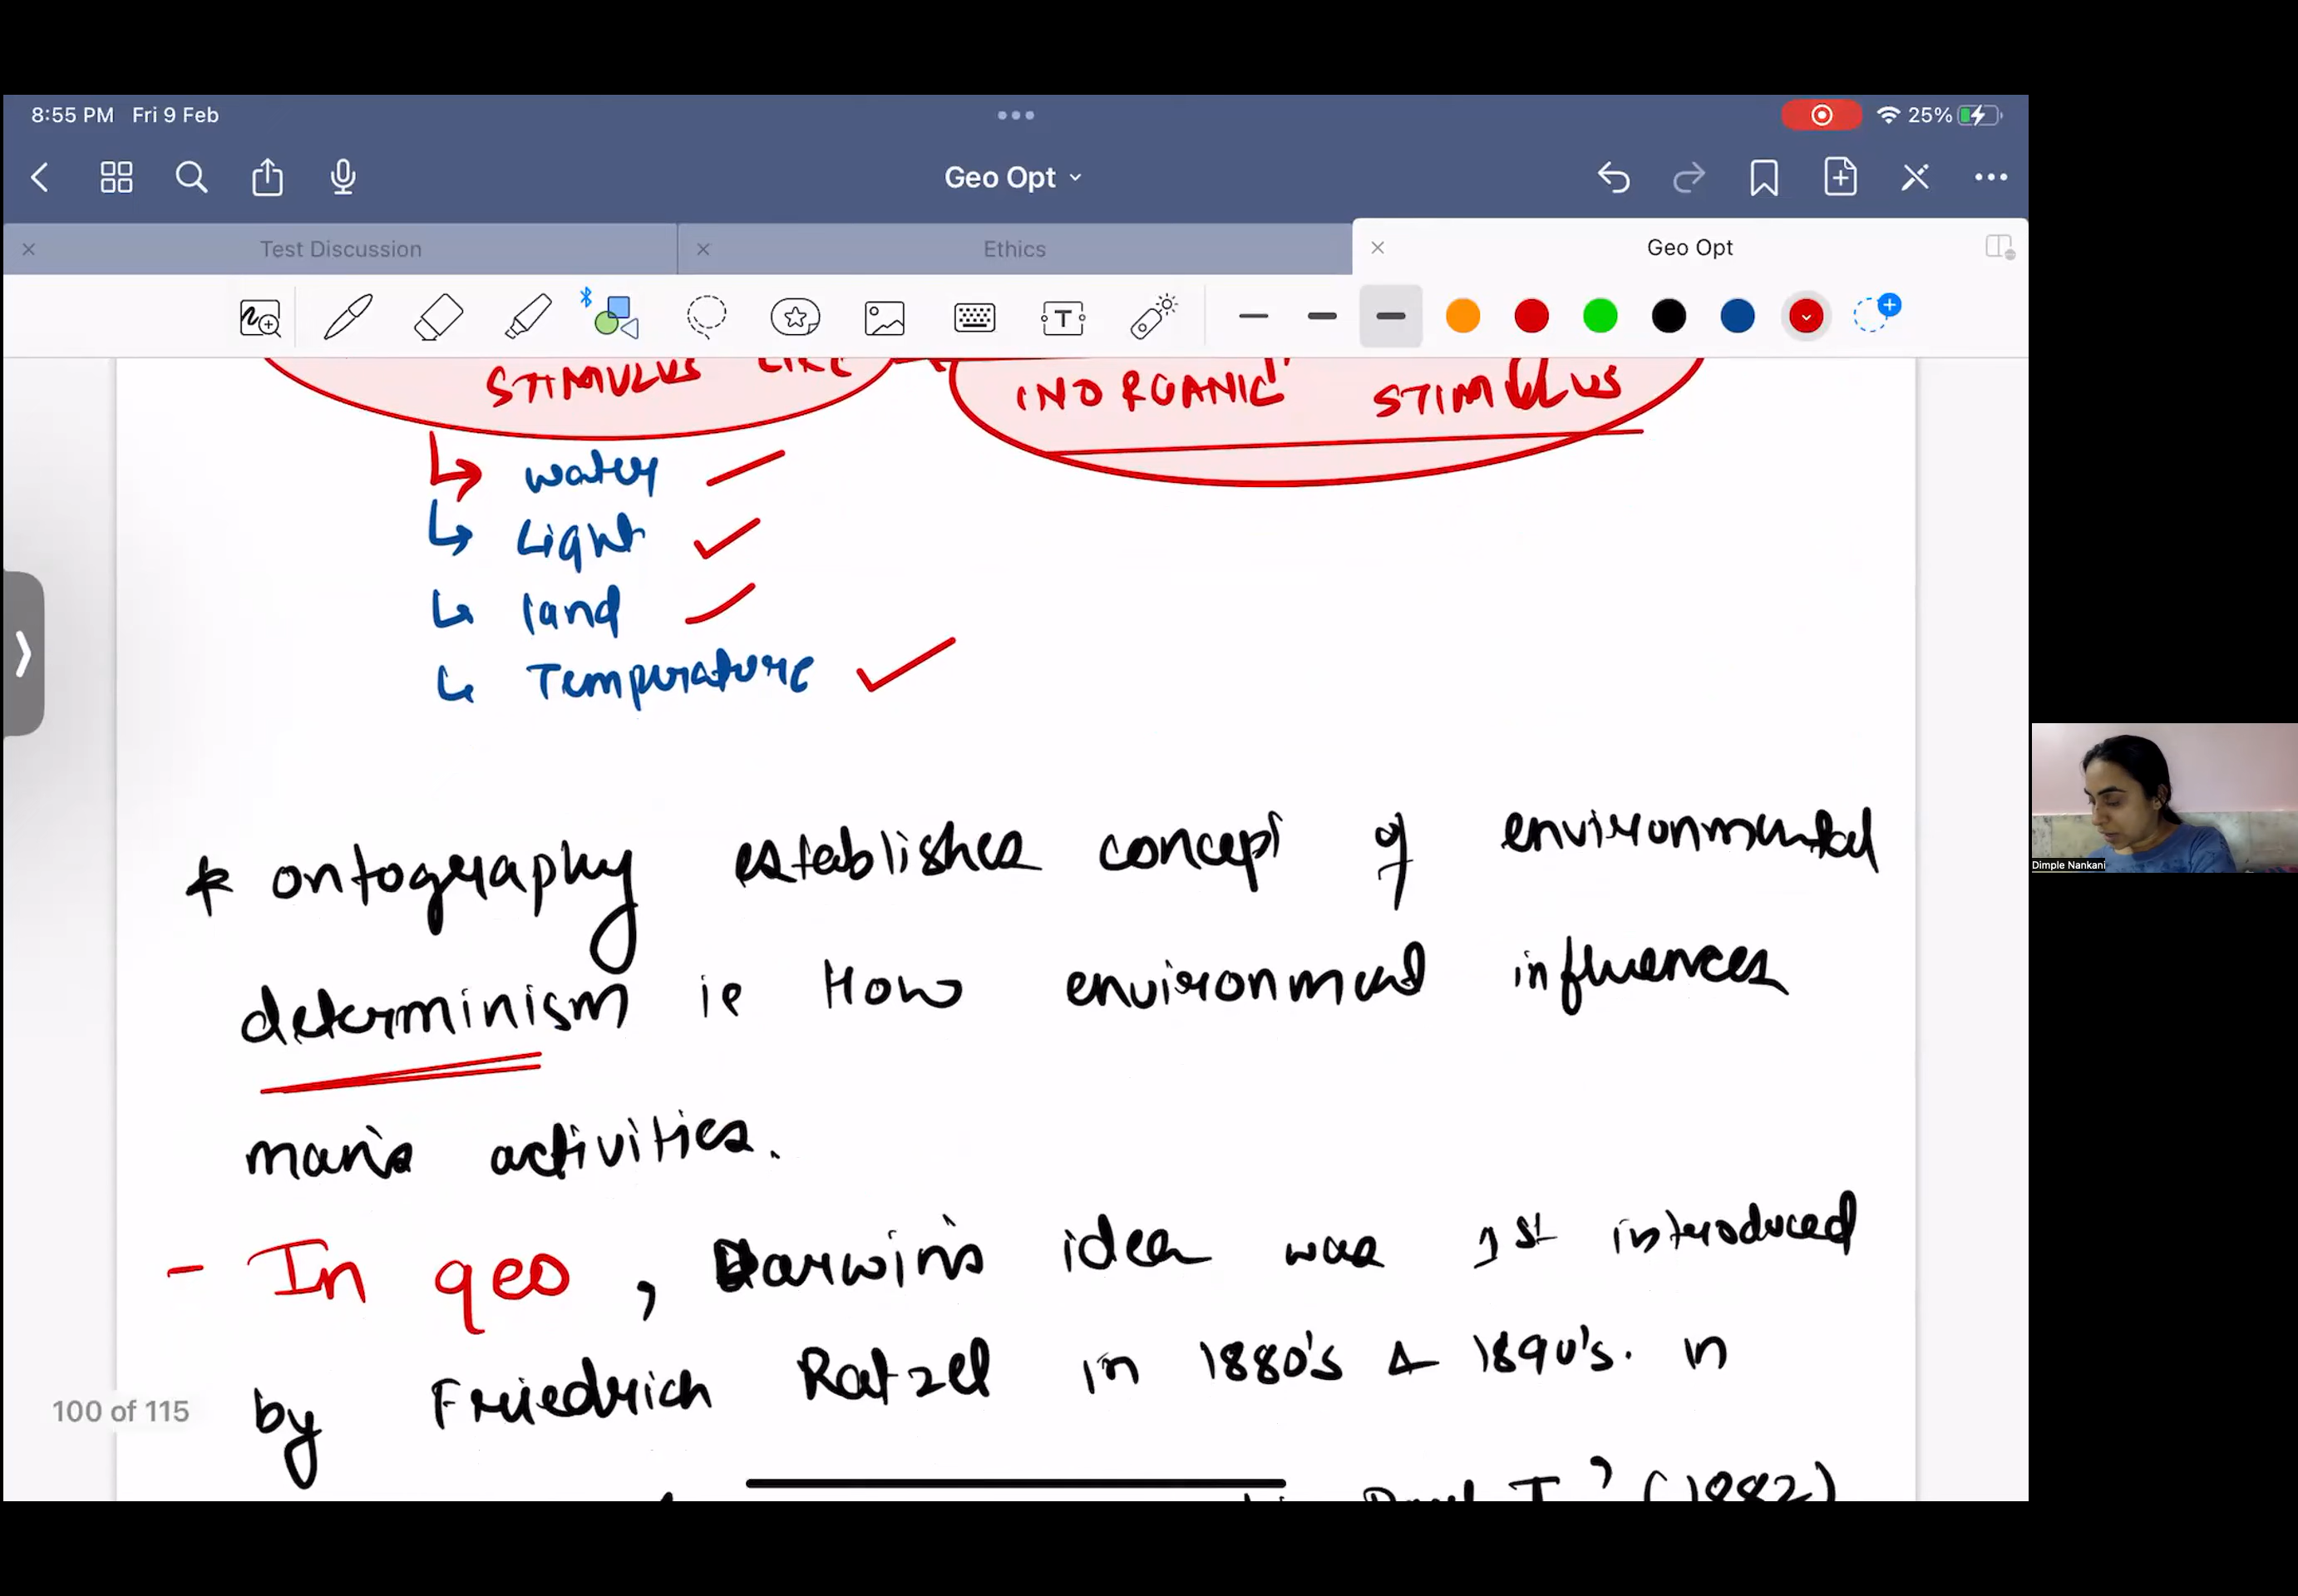 8:55 PM Fri 9 Feb
25%
Geo Opt
Test Discussion
Ethics
Geo Opt
STIMULUS LIKE
INORGANIC STIMULUS
water
Light
land
Temperature
* ontography establishes concept of environmental
determinism ie How environment influences
man's activities.
- In geo, Darwin's idea was 1st introduced
by Friedrich Ratzel in 1880's & 1890's. in
(1882)
100 of 115
Dimple Nankani